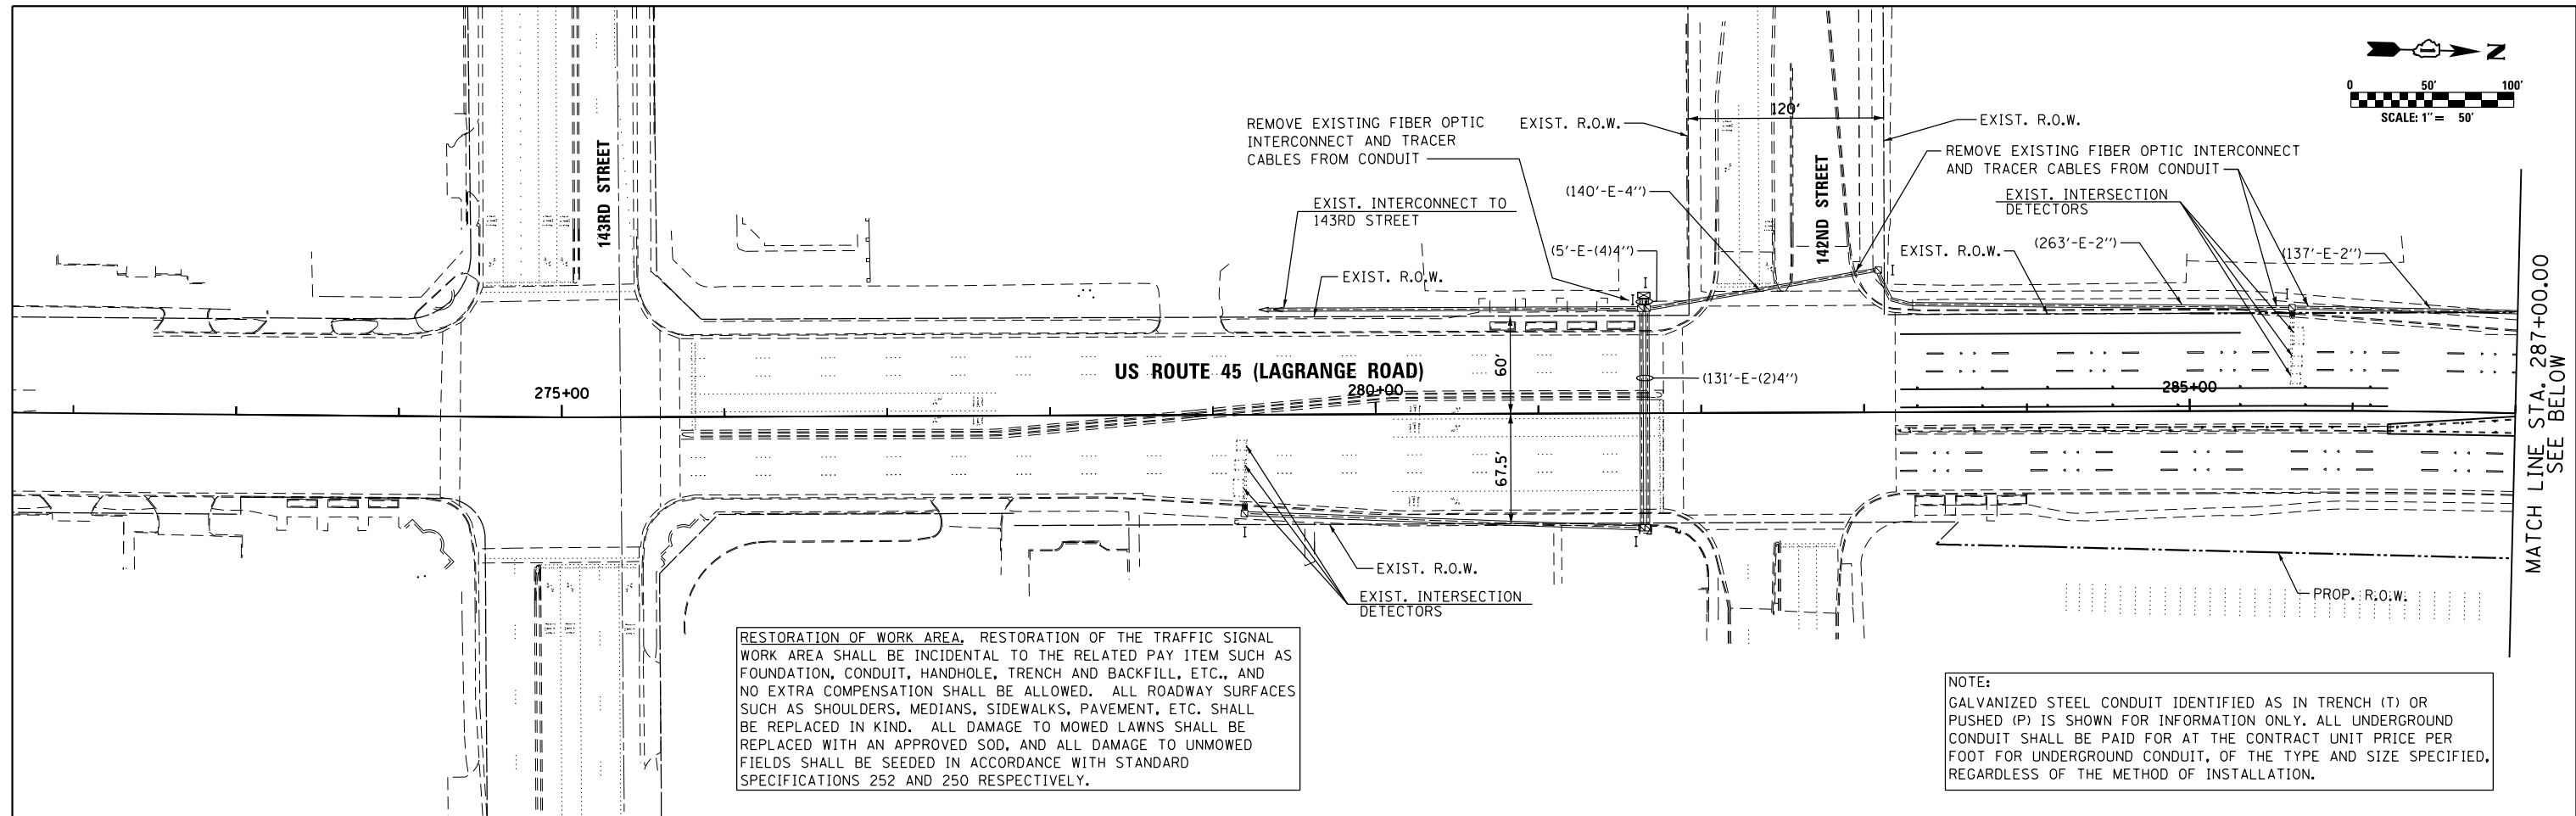 N
0 50' 100'
SCALE: 1"= 50'
143RD STREET
REMOVE EXISTING FIBER OPTIC
INTERCONNECT AND TRACER
CABLES FROM CONDUIT
EXIST. R.O.W.
120'
EXIST. R.O.W.
142ND STREET
REMOVE EXISTING FIBER OPTIC INTERCONNECT
AND TRACER CABLES FROM CONDUIT
EXIST. INTERSECTION
DETECTORS
(140'-E-4'')
EXIST. INTERCONNECT TO
143RD STREET
(5'-E-(4)4'')
EXIST. R.O.W.
EXIST. R.O.W.
(263'-E-2'')
(137'-E-2'')
I
I
I
I
US ROUTE 45 (LAGRANGE ROAD)
60'
(131'-E-(2)4'')
275+00
280+00
285+00
67.5'
MATCH LINE STA. 287+00.00
SEE BELOW
I
I
EXIST. R.O.W.
EXIST. INTERSECTION
DETECTORS
PROP. R.O.W.
RESTORATION OF WORK AREA. RESTORATION OF THE TRAFFIC SIGNAL
WORK AREA SHALL BE INCIDENTAL TO THE RELATED PAY ITEM SUCH AS
FOUNDATION, CONDUIT, HANDHOLE, TRENCH AND BACKFILL, ETC., AND
NO EXTRA COMPENSATION SHALL BE ALLOWED. ALL ROADWAY SURFACES
SUCH AS SHOULDERS, MEDIANS, SIDEWALKS, PAVEMENT, ETC. SHALL
BE REPLACED IN KIND. ALL DAMAGE TO MOWED LAWNS SHALL BE
REPLACED WITH AN APPROVED SOD, AND ALL DAMAGE TO UNMOWED
FIELDS SHALL BE SEEDED IN ACCORDANCE WITH STANDARD
SPECIFICATIONS 252 AND 250 RESPECTIVELY.
NOTE:
GALVANIZED STEEL CONDUIT IDENTIFIED AS IN TRENCH (T) OR
PUSHED (P) IS SHOWN FOR INFORMATION ONLY. ALL UNDERGROUND
CONDUIT SHALL BE PAID FOR AT THE CONTRACT UNIT PRICE PER
FOOT FOR UNDERGROUND CONDUIT, OF THE TYPE AND SIZE SPECIFIED,
REGARDLESS OF THE METHOD OF INSTALLATION.